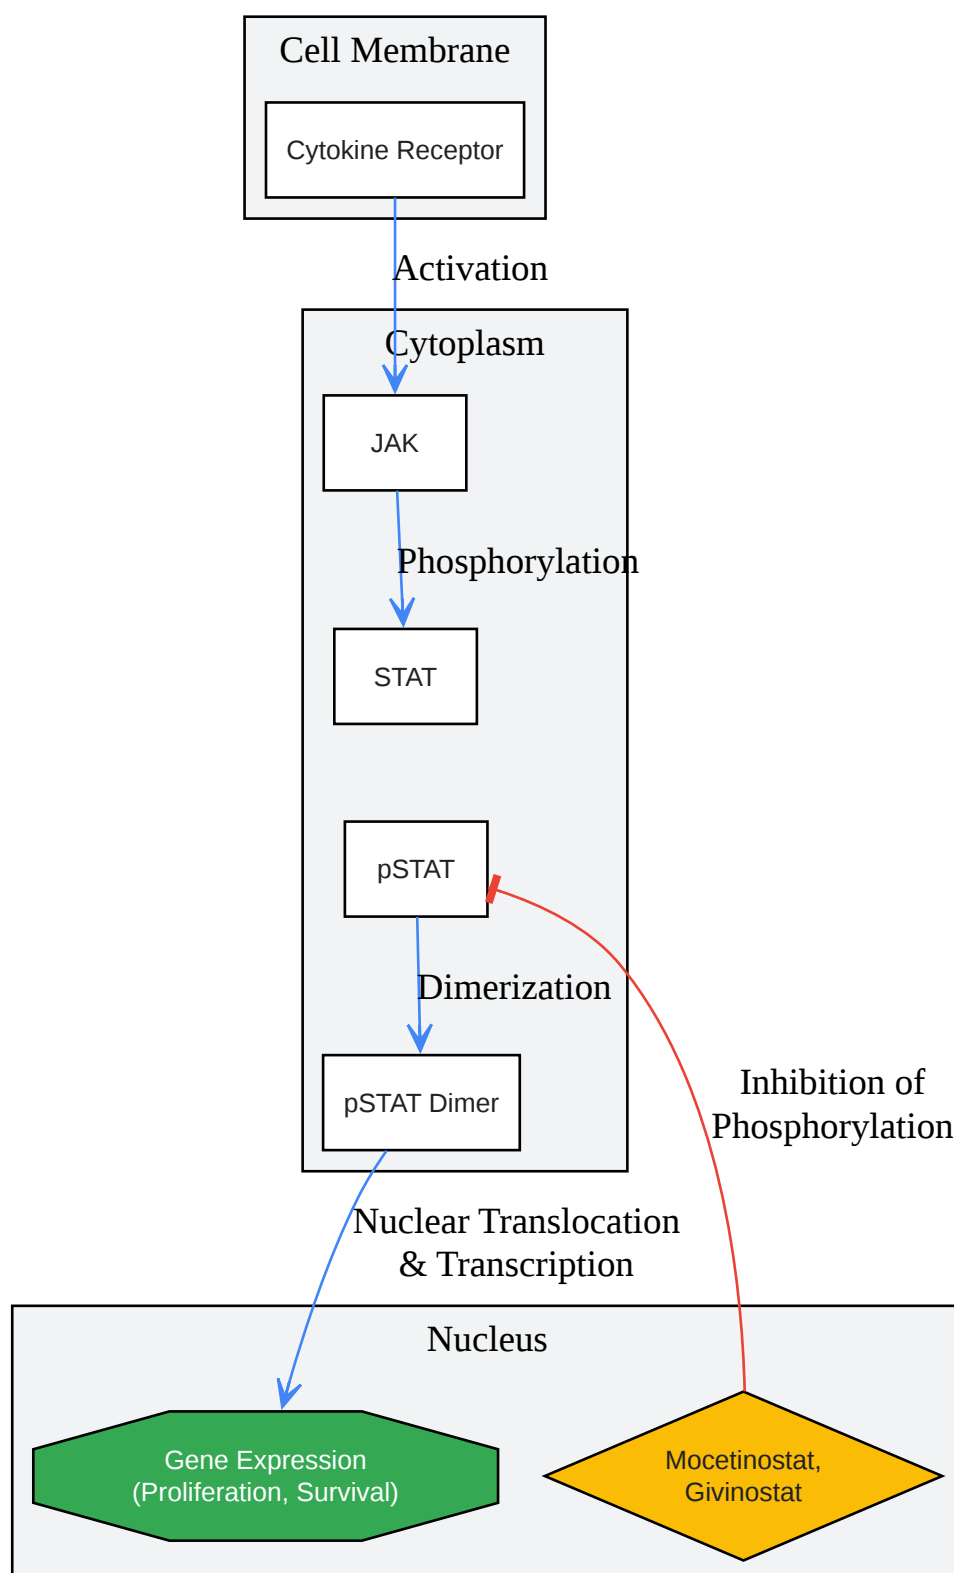 Cell Membrane
Cytokine Receptor
Activation
Cytoplasm
JAK
Phosphorylation
STAT
pSTAT
Dimerization
pSTAT Dimer
Inhibition of
Phosphorylation
Nuclear Translocation
& Transcription
Nucleus
Gene Expression
(Proliferation, Survival)
Mocetinostat,
Givinostat